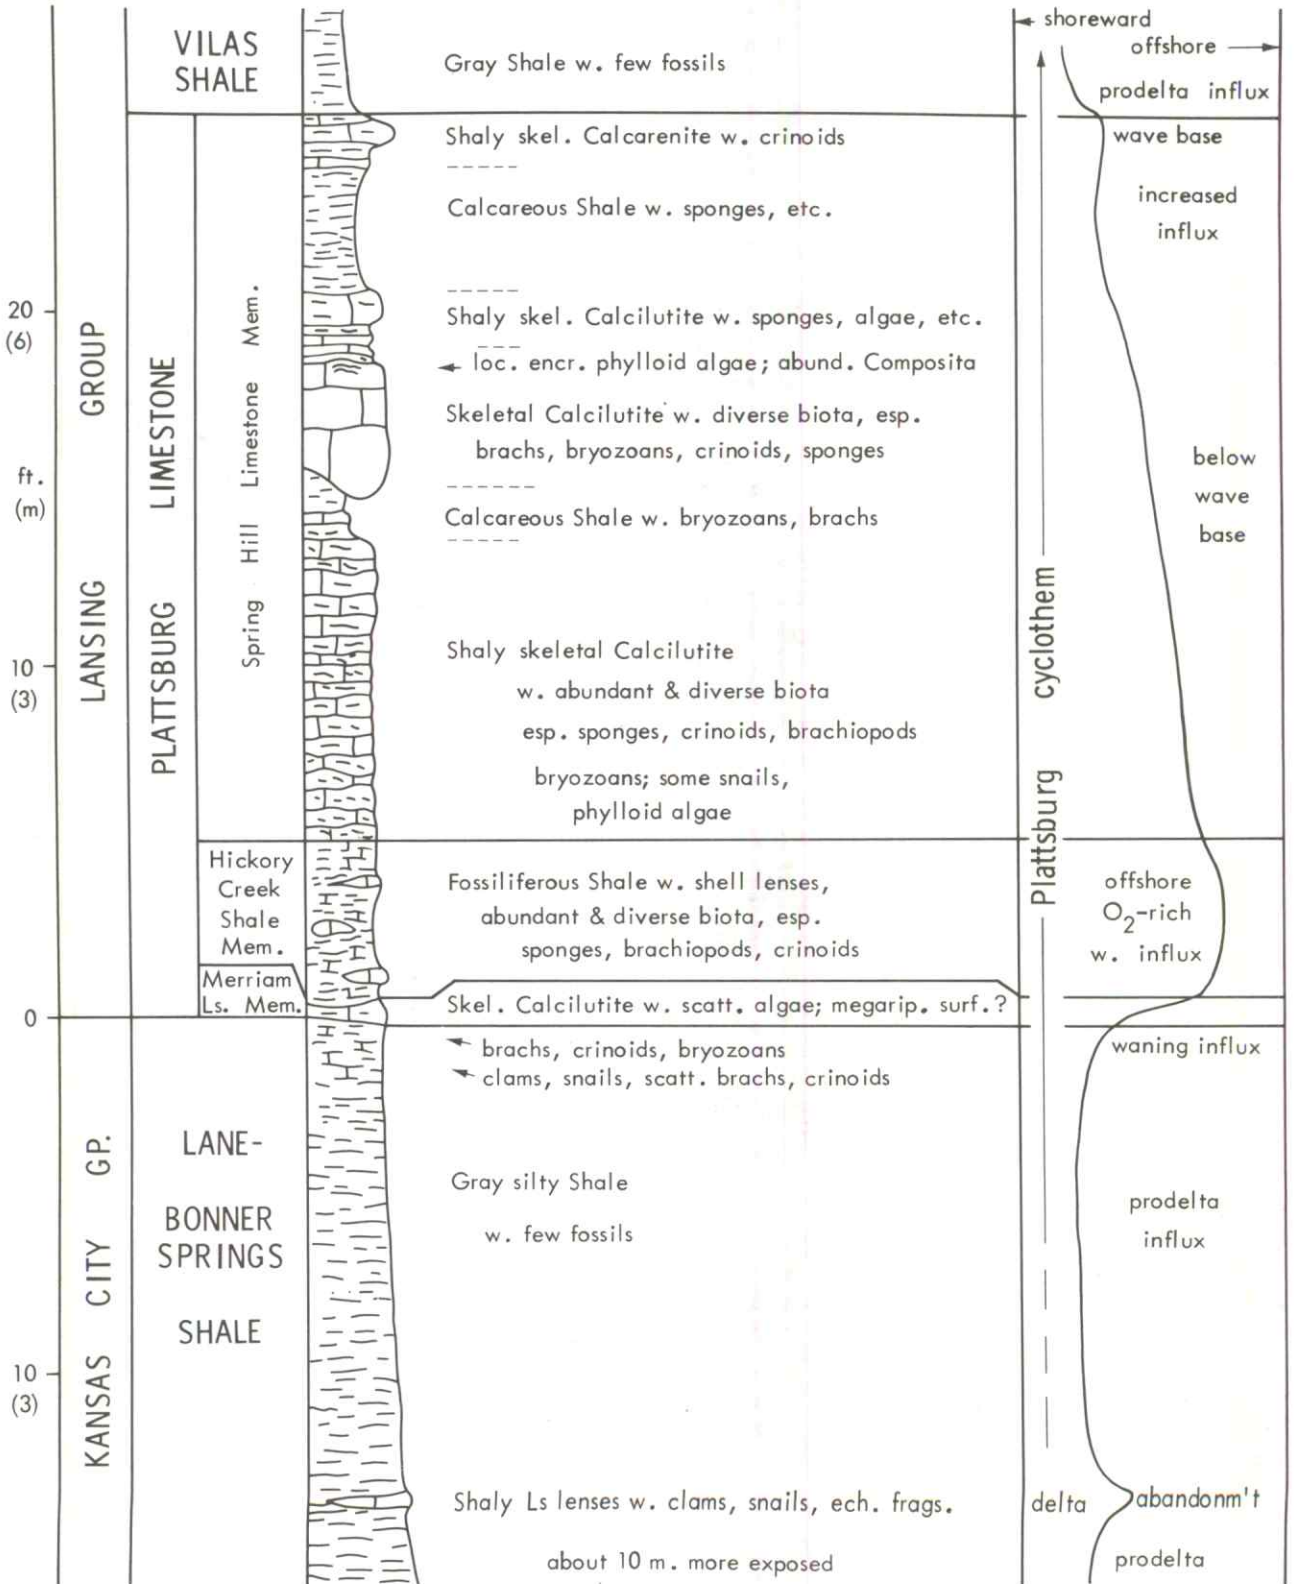 ← shoreward
offshore →
VILAS
SHALE
Gray Shale w. few fossils
prodelta influx
Shaly skel. Calcarenite w. crinoids
wave base
Calcareous Shale w. sponges, etc.
increased
influx
20
(6)
Shaly skel. Calcilutite w. sponges, algae, etc.
loc. encr. phylloid algae; abund. Composita
Skeletal Calcilutite w. diverse biota, esp.
brachs, bryozoans, crinoids, sponges
ft.
(m)
below
wave
base
Calcareous Shale w. bryozoans, brachs
LANSING GROUP
PLATTSBURG LIMESTONE
Spring Hill Limestone Mem.
Plattsburg cyclothem
10
(3)
Shaly skeletal Calcilutite
w. abundant & diverse biota
esp. sponges, crinoids, brachiopods
bryozoans; some snails,
phylloid algae
Hickory
Creek
Shale
Mem.
Fossiliferous Shale w. shell lenses,
abundant & diverse biota, esp.
sponges, brachiopods, crinoids
offshore
O2-rich
w. influx
Merriam
Ls. Mem.
Skel. Calcilutite w. scatt. algae; megarip. surf.?
0
brachs, crinoids, bryozoans
clams, snails, scatt. brachs, crinoids
waning influx
KANSAS CITY GP.
LANE-
BONNER
SPRINGS
SHALE
Gray silty Shale
w. few fossils
prodelta
influx
10
(3)
Shaly Ls lenses w. clams, snails, ech. frags.
delta abandonm't
about 10 m. more exposed
prodelta